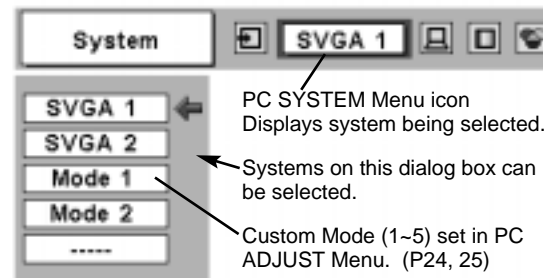 System
SVGA 1
SVGA 1
SVGA 2
Mode 1
Mode 2
-----
PC SYSTEM Menu icon
Displays system being selected.
Systems on this dialog box can
be selected.
Custom Mode (1~5) set in PC
ADJUST Menu. (P24, 25)